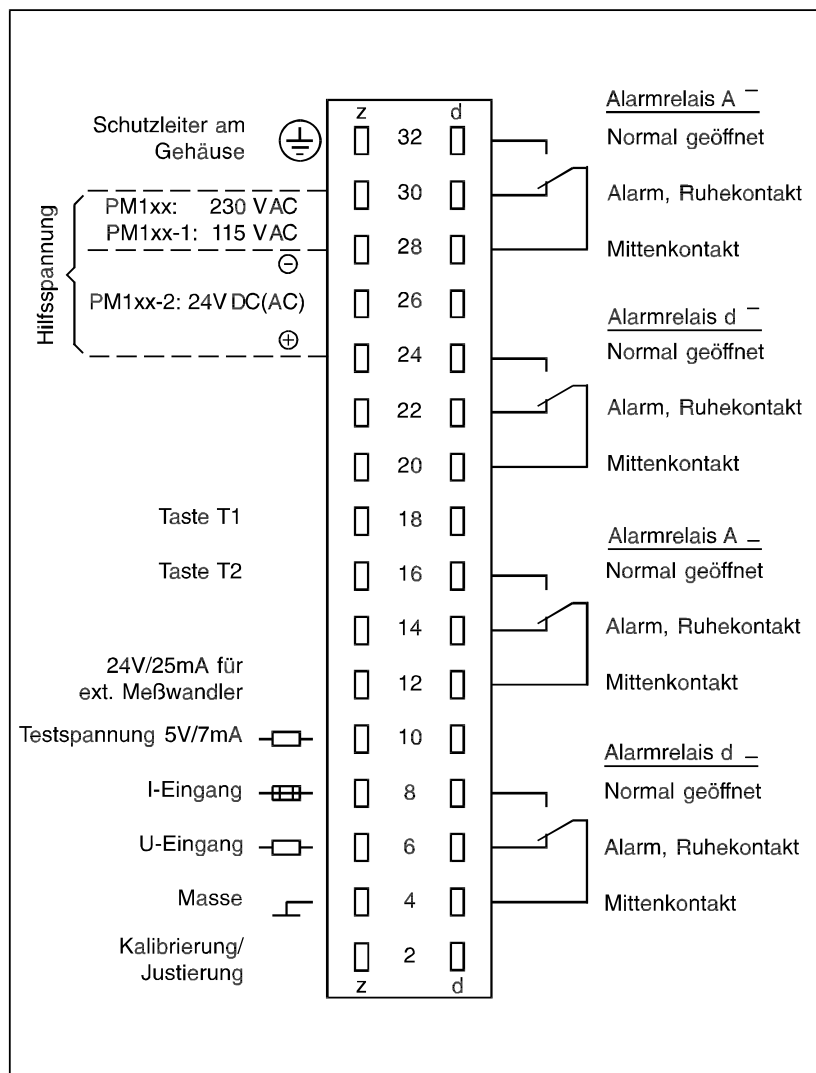 z d
Schutzleiter am
Gehäuse
32
Alarmrelais A ‾
Normal geöffnet
Hilfsspannung
PM1xx: 230 VAC
PM1xx-1: 115 VAC
30
Alarm, Ruhekontakt
28
Mittenkontakt
⊖
PM1xx-2: 24V DC(AC)
26
⊕
Alarmrelais d ‾
24
Normal geöffnet
22
Alarm, Ruhekontakt
20
Mittenkontakt
Taste T1
18
Alarmrelais A _
Taste T2
16
Normal geöffnet
14
Alarm, Ruhekontakt
24V/25mA für
ext. Meßwandler
12
Mittenkontakt
Testspannung 5V/7mA
10
Alarmrelais d _
I-Eingang
8
Normal geöffnet
U-Eingang
6
Alarm, Ruhekontakt
Masse
4
Mittenkontakt
Kalibrierung/
Justierung
2
z d